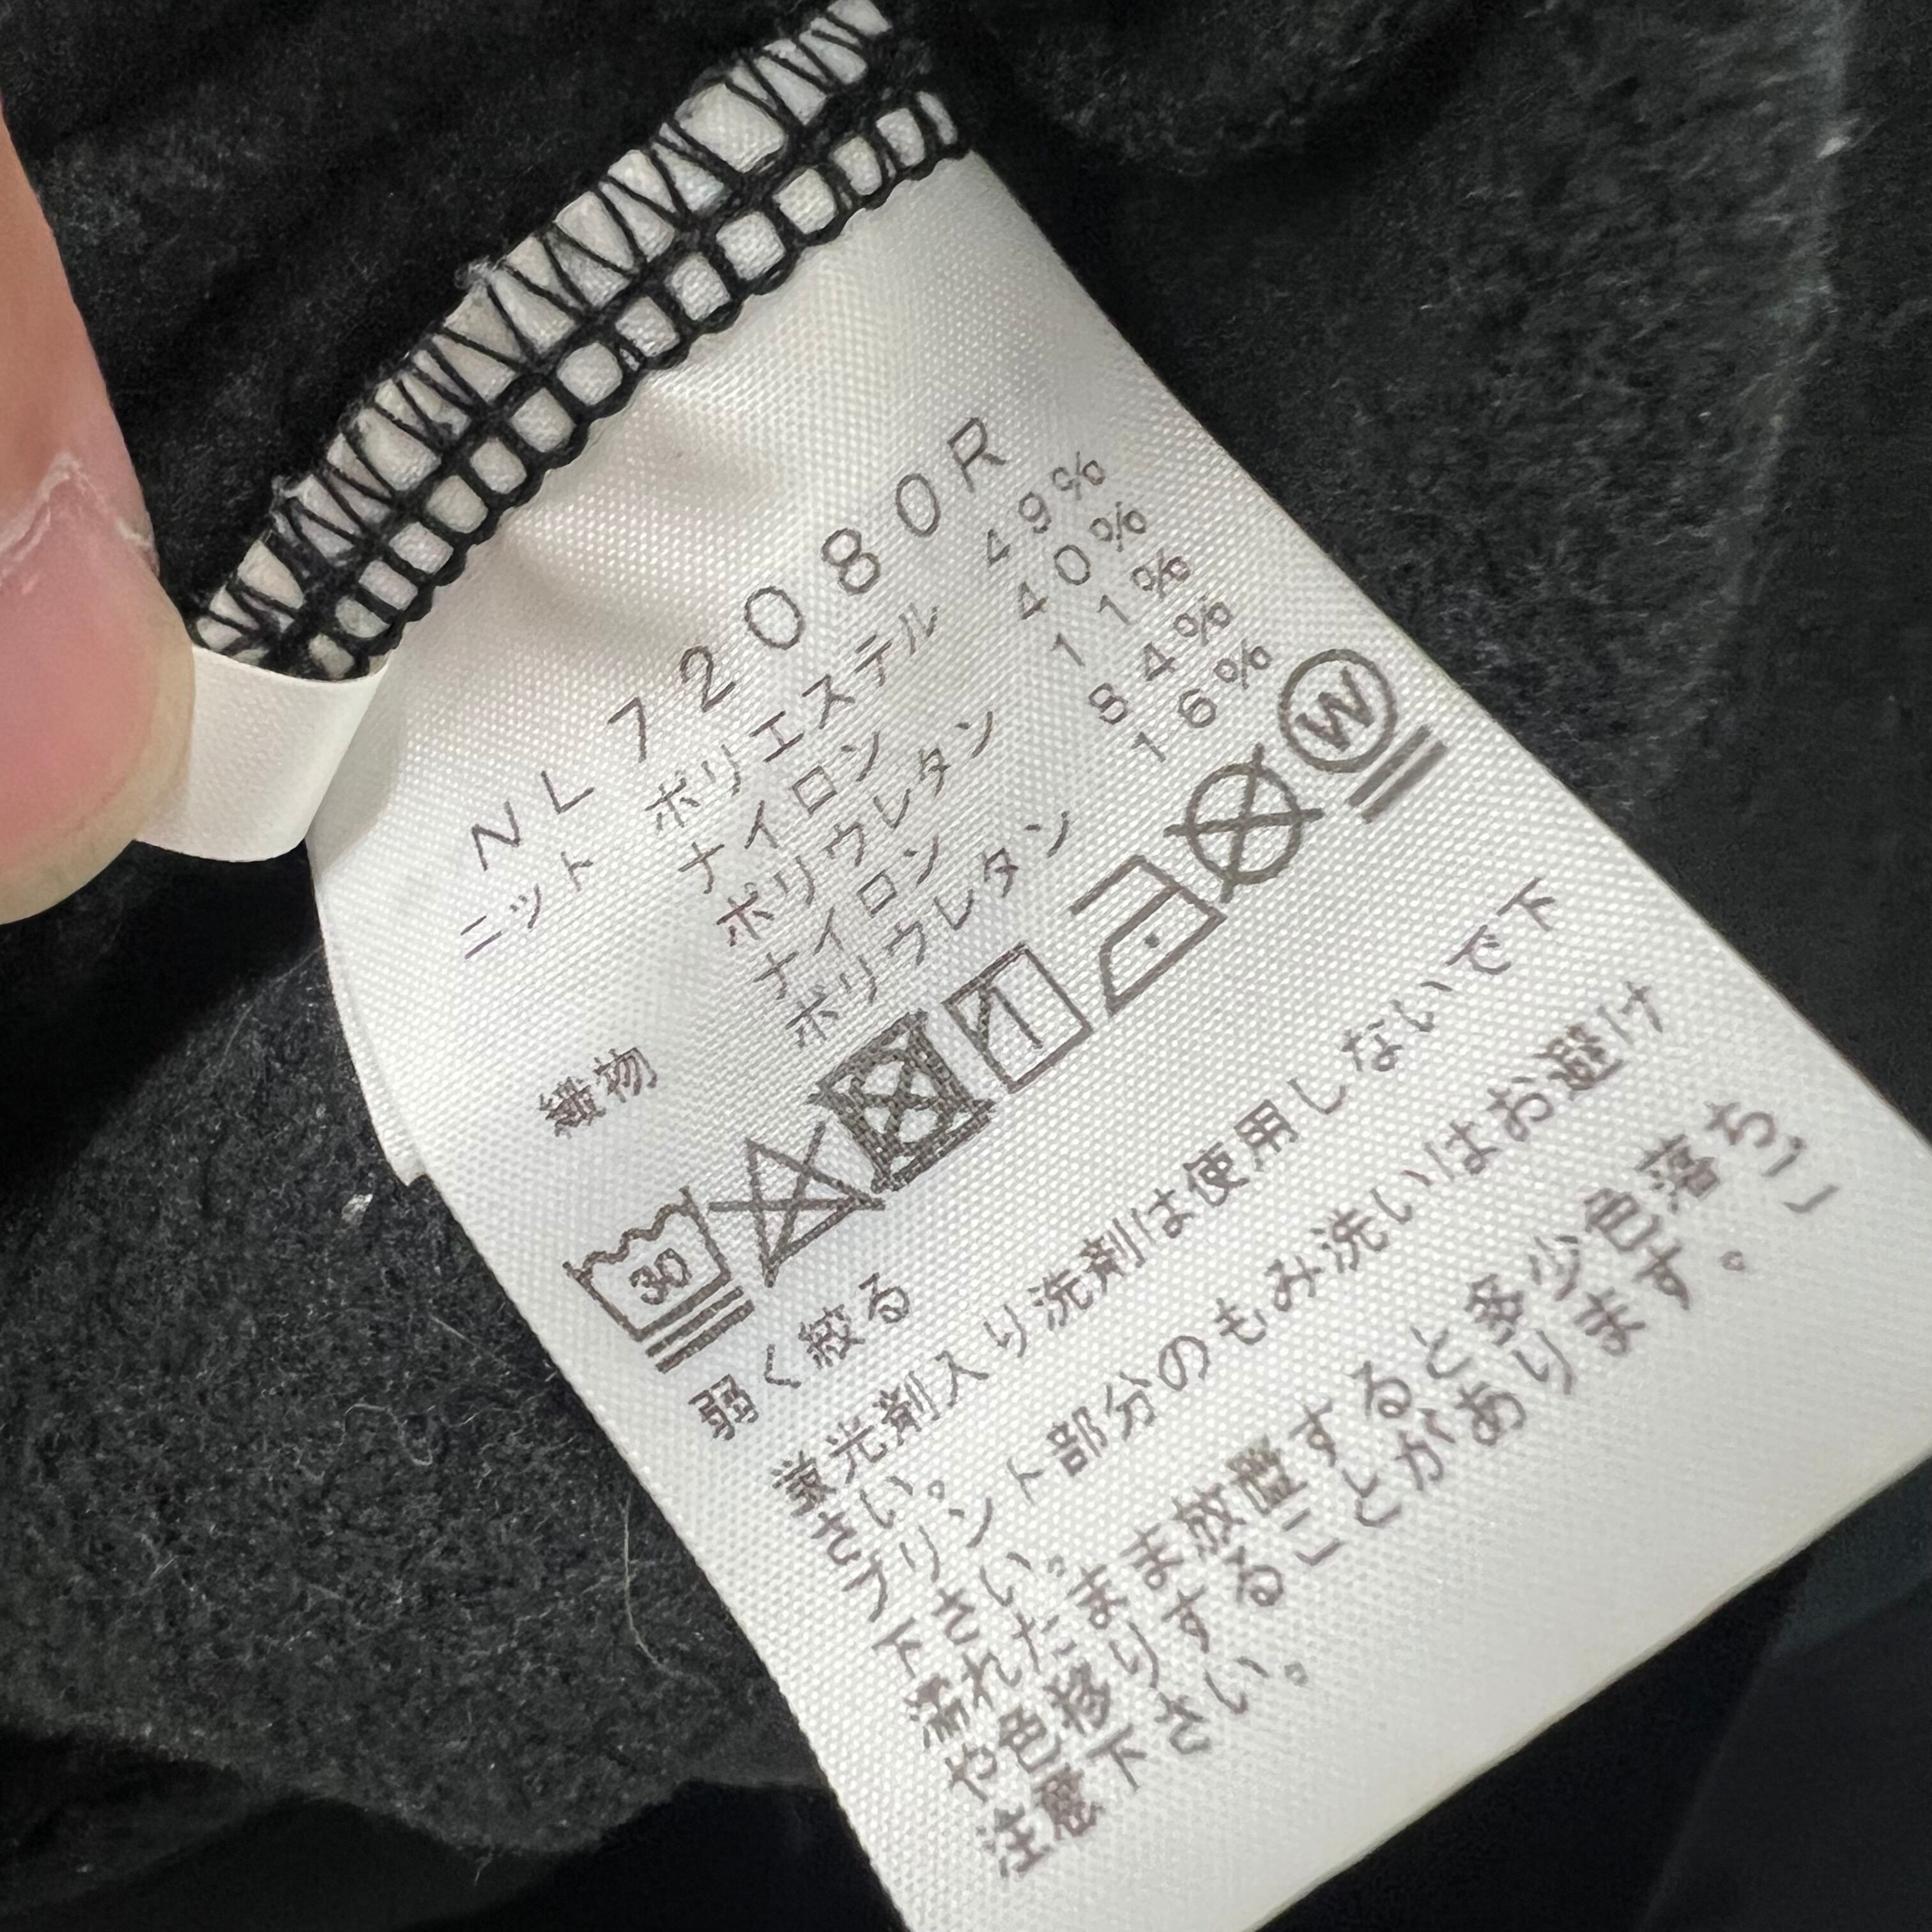 NL72080R
ニット ポリエステル 49%
ナイロン 40%
ポリウレタン 11%
織物 ナイロン 84%
ポリウレタン 16%
30 W
弱く絞る
蛍光剤入り洗剤は使用しないで下
さい。
プリント部分のもみ洗いはお避け
下さい。
濡れたまま放置すると多少色落ち
や色移りすることがあります。ご
注意下さい。